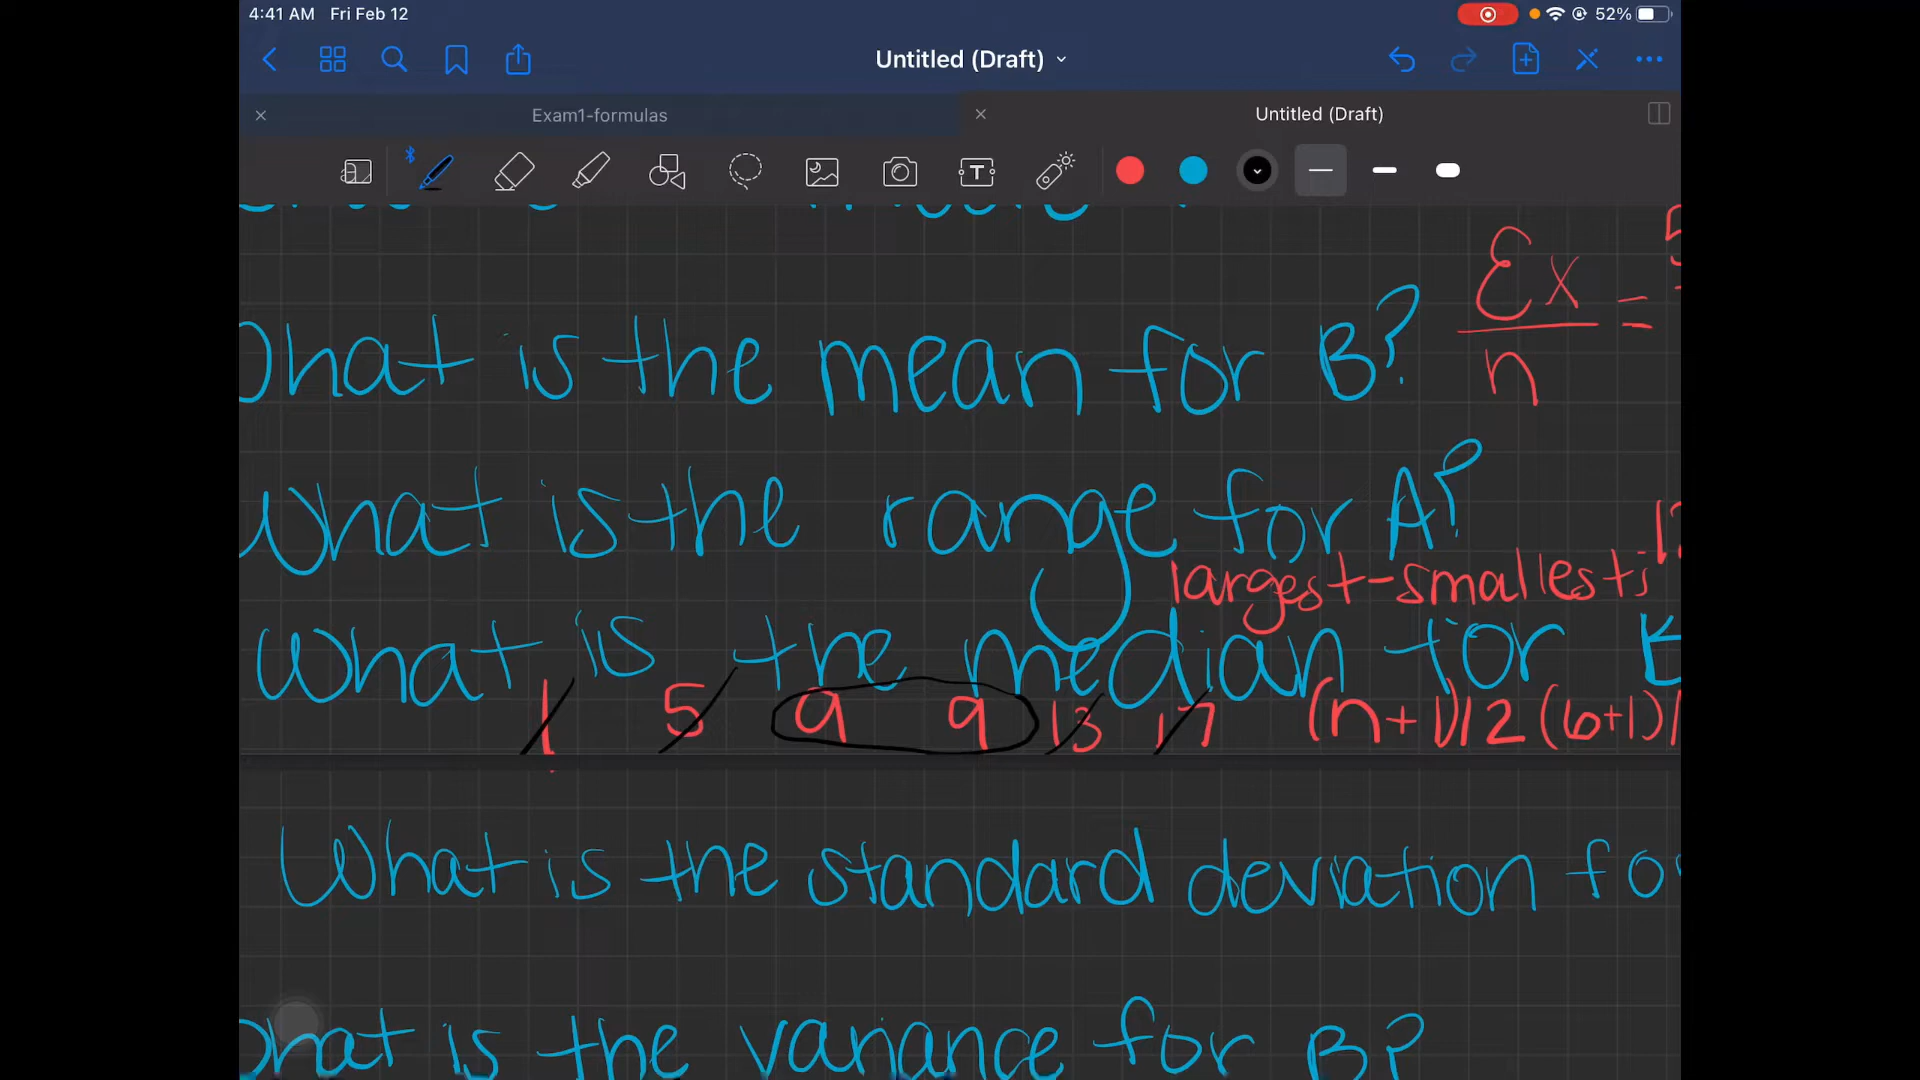 4:41 AM Fri Feb 12 52%
Untitled (Draft)
Exam1-formulas Untitled (Draft)
Ɛx =
n
What is the mean for B?
What is the range for A?
largest-smallest
What is the median for
1 5 9 9 13 17 (n+1)/2 (6+1)/
What is the standard deviation for
What is the variance for B?